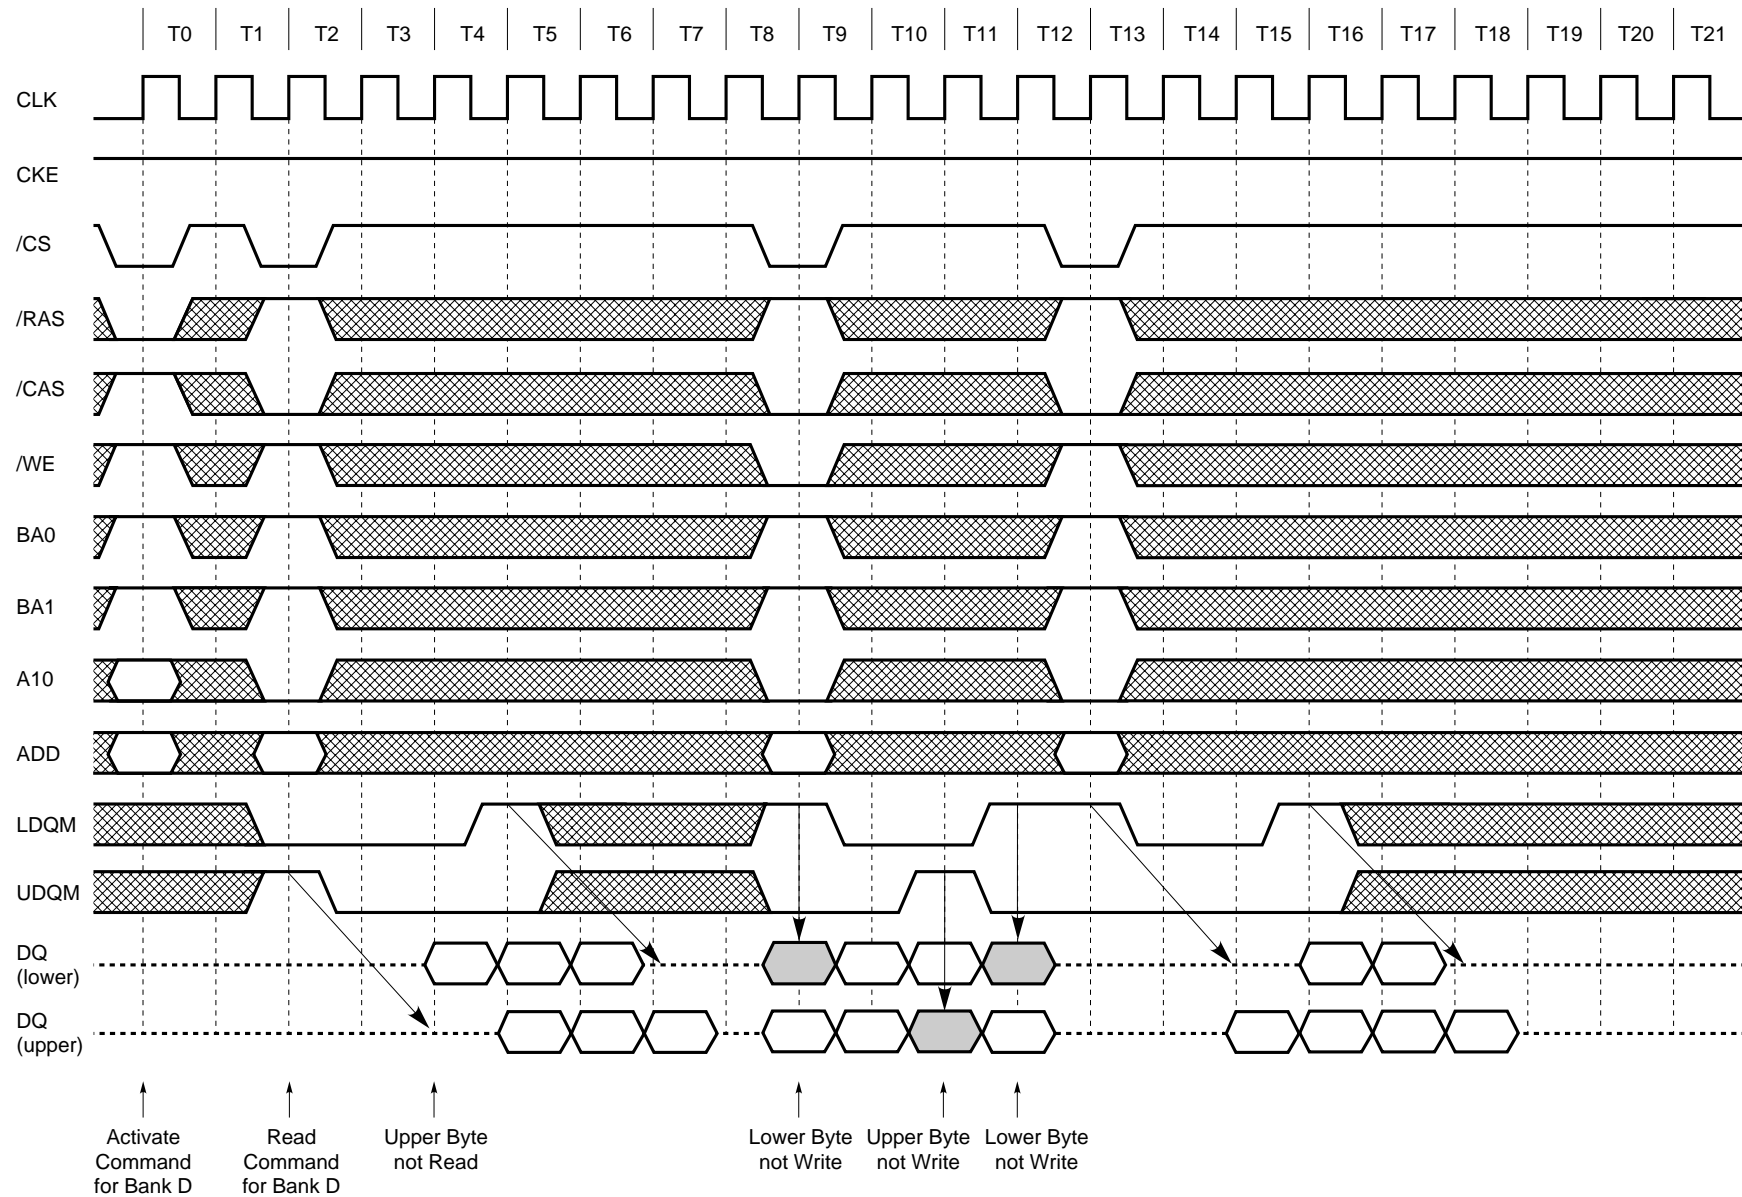 T0 T1 T2 T3 T4 T5 T6 T7 T8 T9 T10 T11 T12 T13 T14 T15 T16 T17 T18 T19 T20 T21
CLK
CKE
/CS
/RAS
/CAS
/WE
BA0
BA1
A10
ADD
LDQM
UDQM
DQ
(lower)
DQ
(upper)
Activate
Command
for Bank D
Read
Command
for Bank D
Upper Byte
not Read
Lower Byte
not Write
Upper Byte
not Write
Lower Byte
not Write